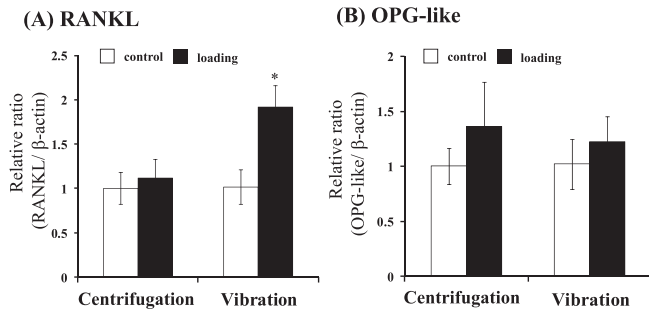 (A) RANKL
control loading
Relative ratio
(RANKL/ β-actin)
2.5
2
1.5
1
0.5
0
*
Centrifugation Vibration
(B) OPG-like
control loading
Relative ratio
(OPG-like/ β-actin)
2
1.5
1
0.5
0
Centrifugation Vibration